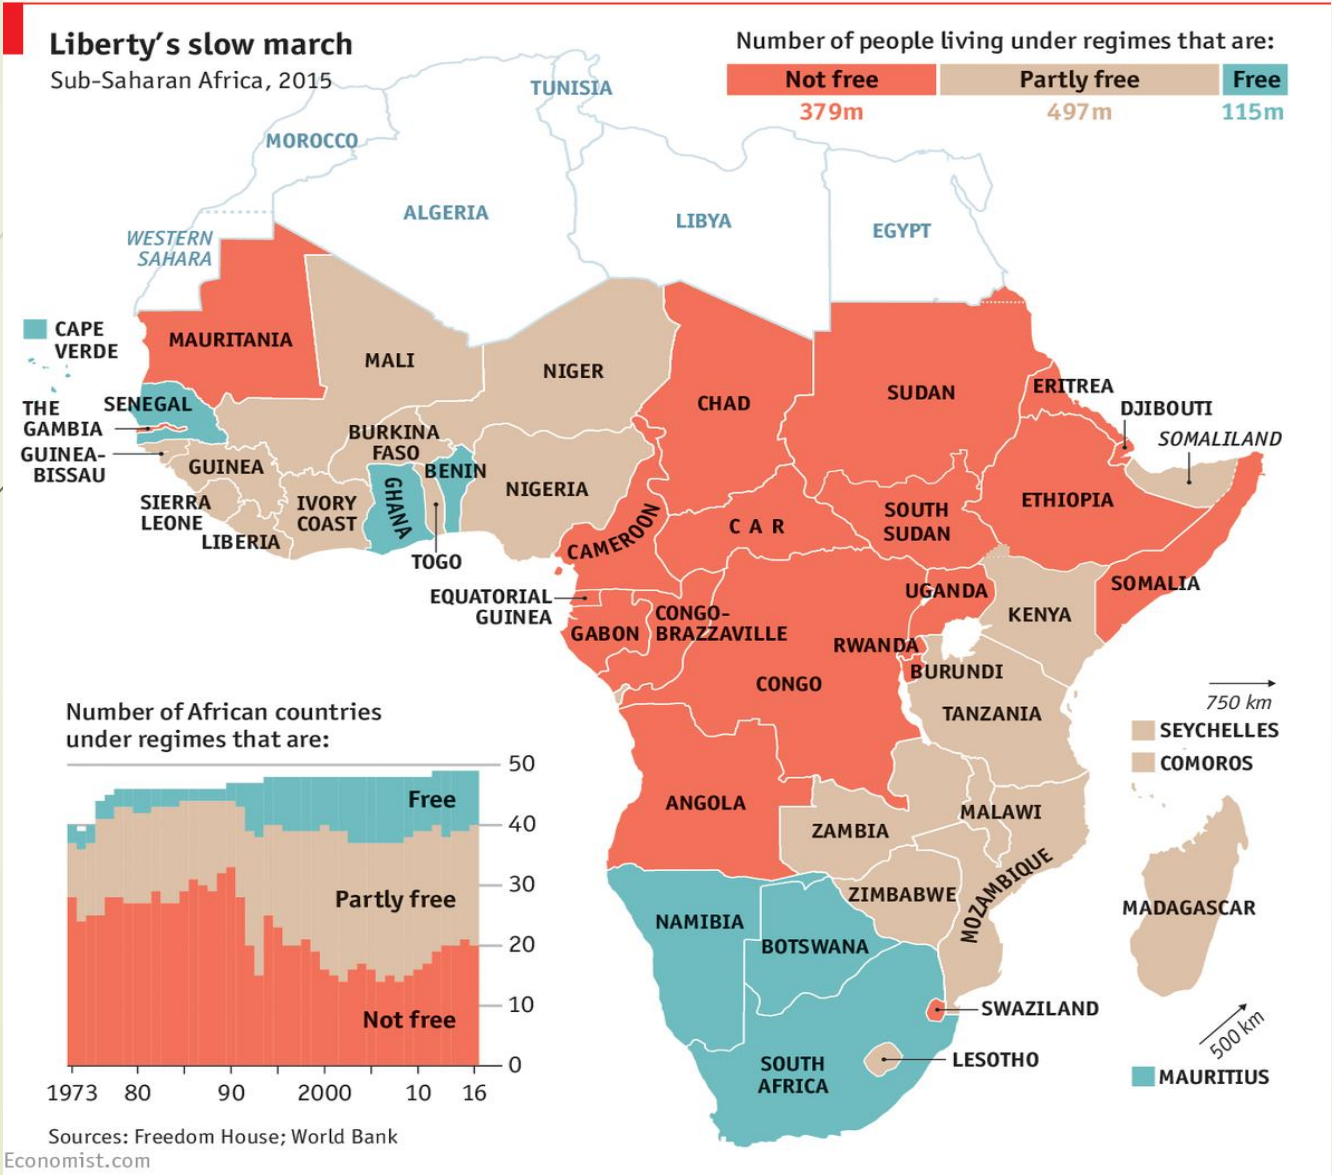 Liberty's slow march
Sub-Saharan Africa, 2015
Number of people living under regimes that are:
Not free
Partly free
Free
379m
497m
115m
TUNISIA
MOROCCO
ALGERIA
LIBYA
EGYPT
WESTERN
SAHARA
CAPE
VERDE
MAURITANIA
MALI
NIGER
CHAD
SUDAN
ERITREA
DJIBOUTI
SOMALILAND
SENEGAL
THE
GAMBIA
GUINEA-
BISSAU
GUINEA
BURKINA
FASO
BENIN
NIGERIA
SIERRA
LEONE
LIBERIA
IVORY
COAST
GHANA
TOGO
CAMEROON
CAR
SOUTH
SUDAN
ETHIOPIA
SOMALIA
EQUATORIAL
GUINEA
GABON
CONGO-
BRAZZAVILLE
UGANDA
KENYA
RWANDA
BURUNDI
CONGO
TANZANIA
750 km
SEYCHELLES
COMOROS
ANGOLA
ZAMBIA
MALAWI
MOZAMBIQUE
ZIMBABWE
MADAGASCAR
NAMIBIA
BOTSWANA
SWAZILAND
LESOTHO
SOUTH
AFRICA
500 km
MAURITIUS
Number of African countries
under regimes that are:
50
Free
40
30
Partly free
20
10
Not free
0
1973 80 90 2000 10 16
Sources: Freedom House; World Bank
Economist.com